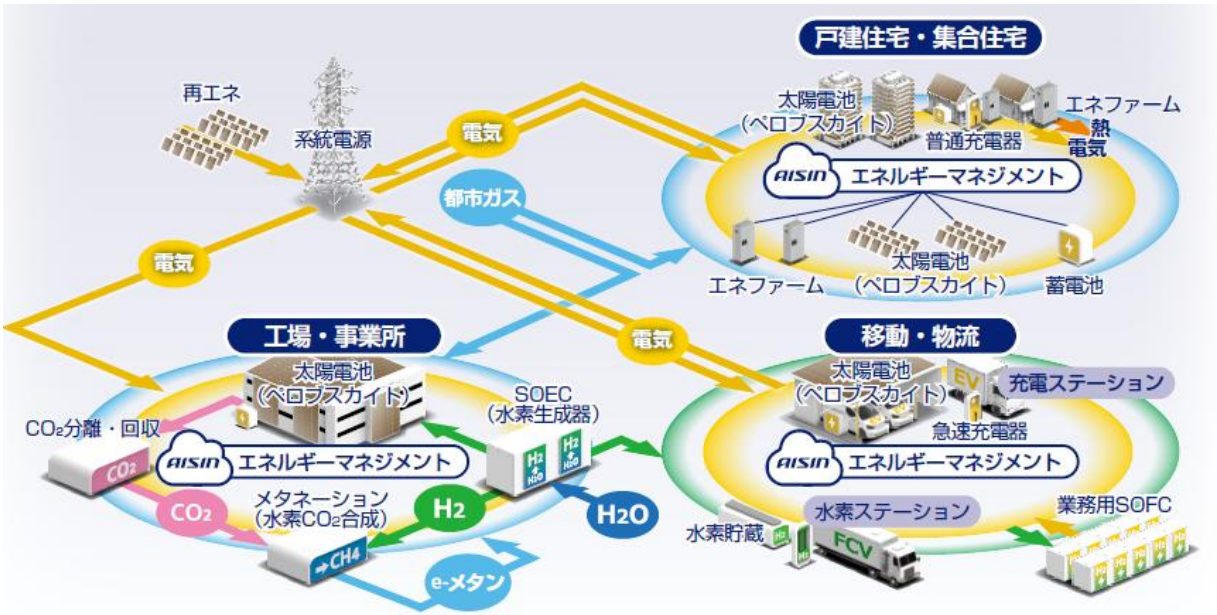 戸建住宅・集合住宅
再エネ
系統電源
電気
太陽電池
(ペロブスカイト)
エネファーム
熱
電気
普通充電器
AISIN エネルギーマネジメント
都市ガス
エネファーム
太陽電池
(ペロブスカイト)
蓄電池
電気
工場・事業所
太陽電池
(ペロブスカイト)
SOEC
(水素生成器)
CO₂分離・回収
CO₂
AISIN エネルギーマネジメント
H2
H2O
H2
H2O
CO₂
メタネーション
(水素CO₂合成)
H2
H2O
→CH4
e-メタン
電気
移動・物流
太陽電池
(ペロブスカイト)
EV
充電ステーション
急速充電器
AISIN エネルギーマネジメント
水素貯蔵
H2
H2
水素ステーション
FCV
業務用SOFC
H2
H2
H2
H2
H2